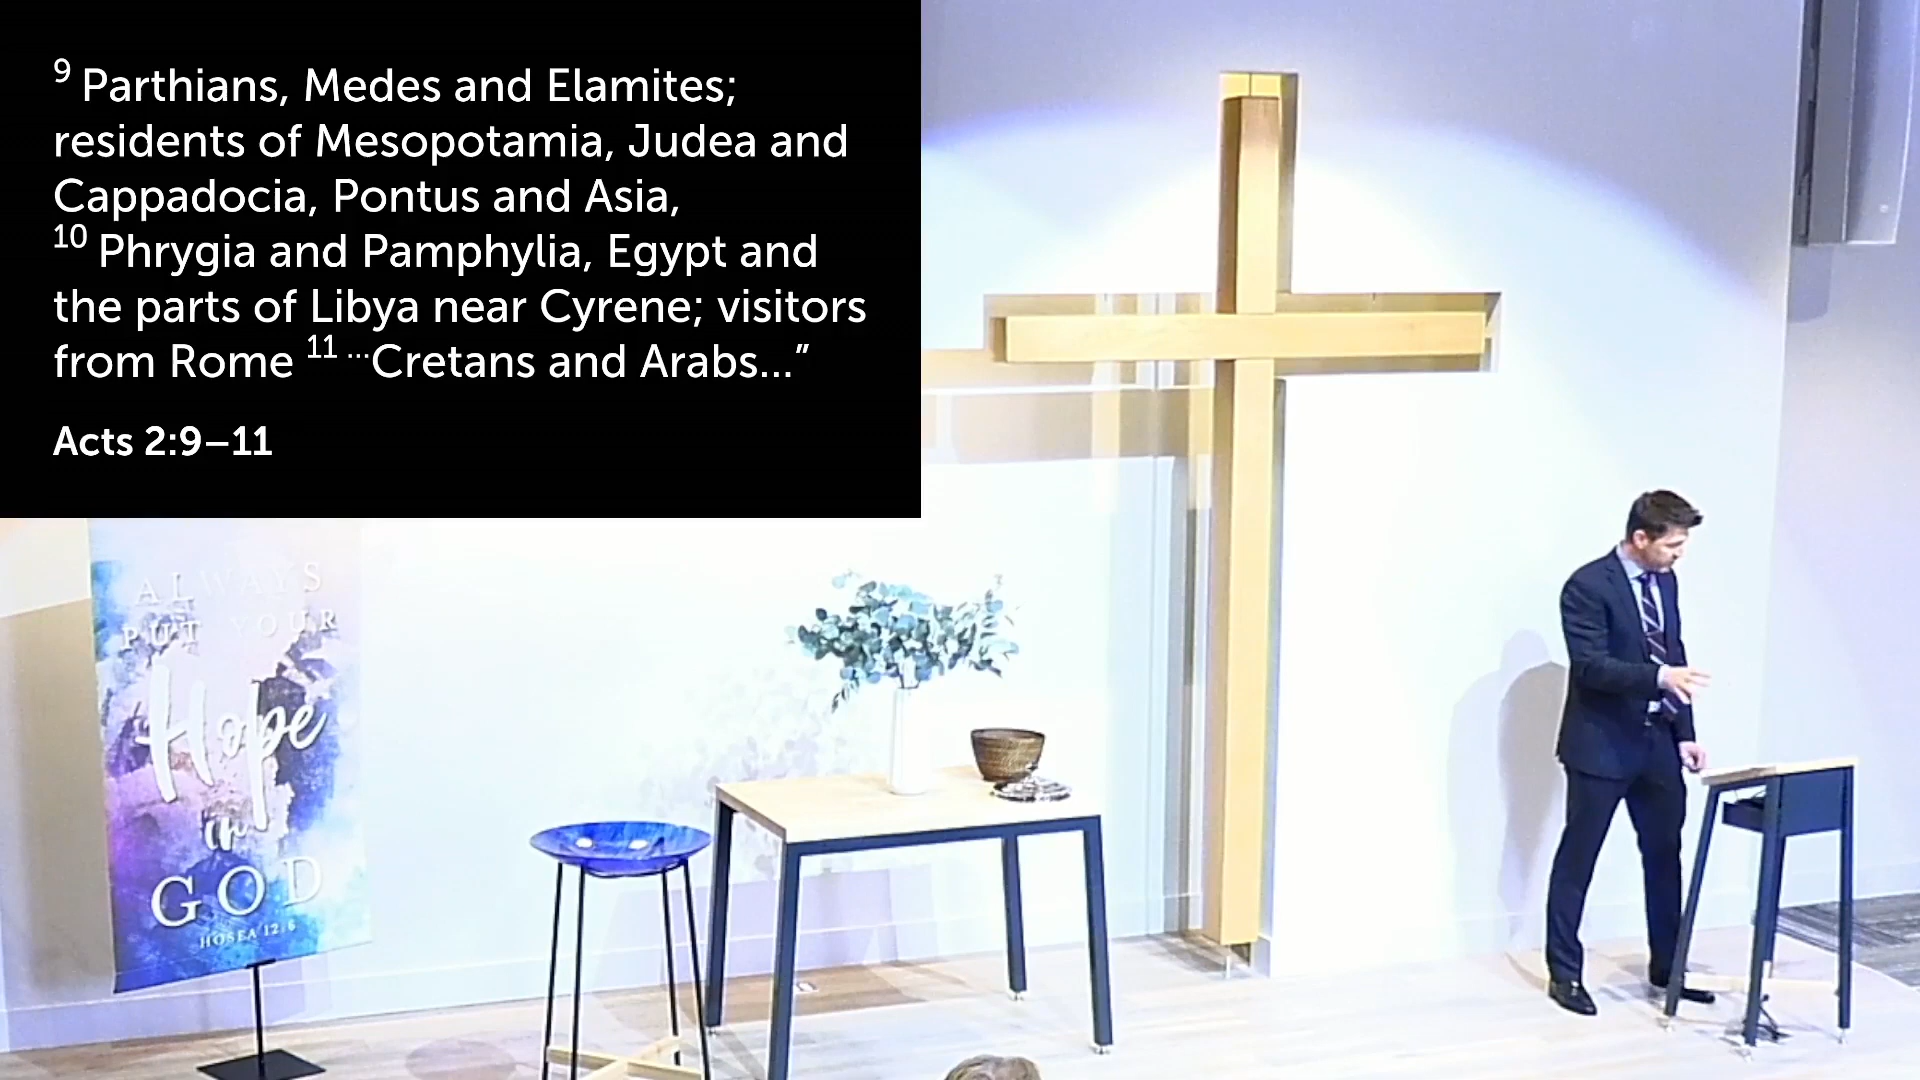 9 Parthians, Medes and Elamites;
residents of Mesopotamia, Judea and
Cappadocia, Pontus and Asia,
10 Phrygia and Pamphylia, Egypt and
the parts of Libya near Cyrene; visitors
from Rome 11 ...Cretans and Arabs...”
Acts 2:9–11
ALWAYS
PUT YOUR
Hope
in
GOD
HOSEA 12:6